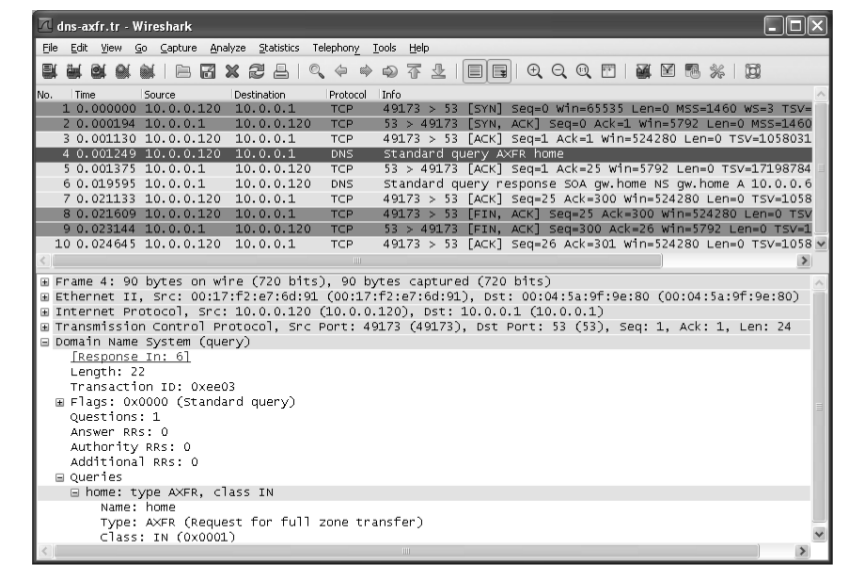 dns-axfr.tr - Wireshark
File Edit View Go Capture Analyze Statistics Telephony Tools Help
No. Time Source Destination Protocol Info
1 0.000000 10.0.0.120 10.0.0.1 TCP 49173 > 53 [SYN] Seq=0 Win=65535 Len=0 MSS=1460 WS=3 TSV=
2 0.000194 10.0.0.1 10.0.0.120 TCP 53 > 49173 [SYN, ACK] Seq=0 Ack=1 Win=5792 Len=0 MSS=1460
3 0.001130 10.0.0.120 10.0.0.1 TCP 49173 > 53 [ACK] Seq=1 Ack=1 Win=524280 Len=0 TSV=1058031
4 0.001249 10.0.0.120 10.0.0.1 DNS Standard query AXFR home
5 0.001375 10.0.0.1 10.0.0.120 TCP 53 > 49173 [ACK] Seq=1 Ack=25 Win=5792 Len=0 TSV=17198784
6 0.019595 10.0.0.1 10.0.0.120 DNS Standard query response SOA gw.home NS gw.home A 10.0.0.6
7 0.021133 10.0.0.120 10.0.0.1 TCP 49173 > 53 [ACK] Seq=25 Ack=300 Win=524280 Len=0 TSV=1058
8 0.021609 10.0.0.120 10.0.0.1 TCP 49173 > 53 [FIN, ACK] Seq=25 Ack=300 Win=524280 Len=0 TSV
9 0.023144 10.0.0.1 10.0.0.120 TCP 53 > 49173 [FIN, ACK] Seq=300 Ack=26 Win=5792 Len=0 TSV=1
10 0.024645 10.0.0.120 10.0.0.1 TCP 49173 > 53 [ACK] Seq=26 Ack=301 Win=524280 Len=0 TSV=1058
Frame 4: 90 bytes on wire (720 bits), 90 bytes captured (720 bits)
Ethernet II, Src: 00:17:f2:e7:6d:91 (00:17:f2:e7:6d:91), Dst: 00:04:5a:9f:9e:80 (00:04:5a:9f:9e:80)
Internet Protocol, Src: 10.0.0.120 (10.0.0.120), Dst: 10.0.0.1 (10.0.0.1)
Transmission Control Protocol, Src Port: 49173 (49173), Dst Port: 53 (53), Seq: 1, Ack: 1, Len: 24
Domain Name System (query)
[Response In: 6]
Length: 22
Transaction ID: 0xee03
Flags: 0x0000 (Standard query)
Questions: 1
Answer RRs: 0
Authority RRs: 0
Additional RRs: 0
Queries
home: type AXFR, class IN
Name: home
Type: AXFR (Request for full zone transfer)
Class: IN (0x0001)